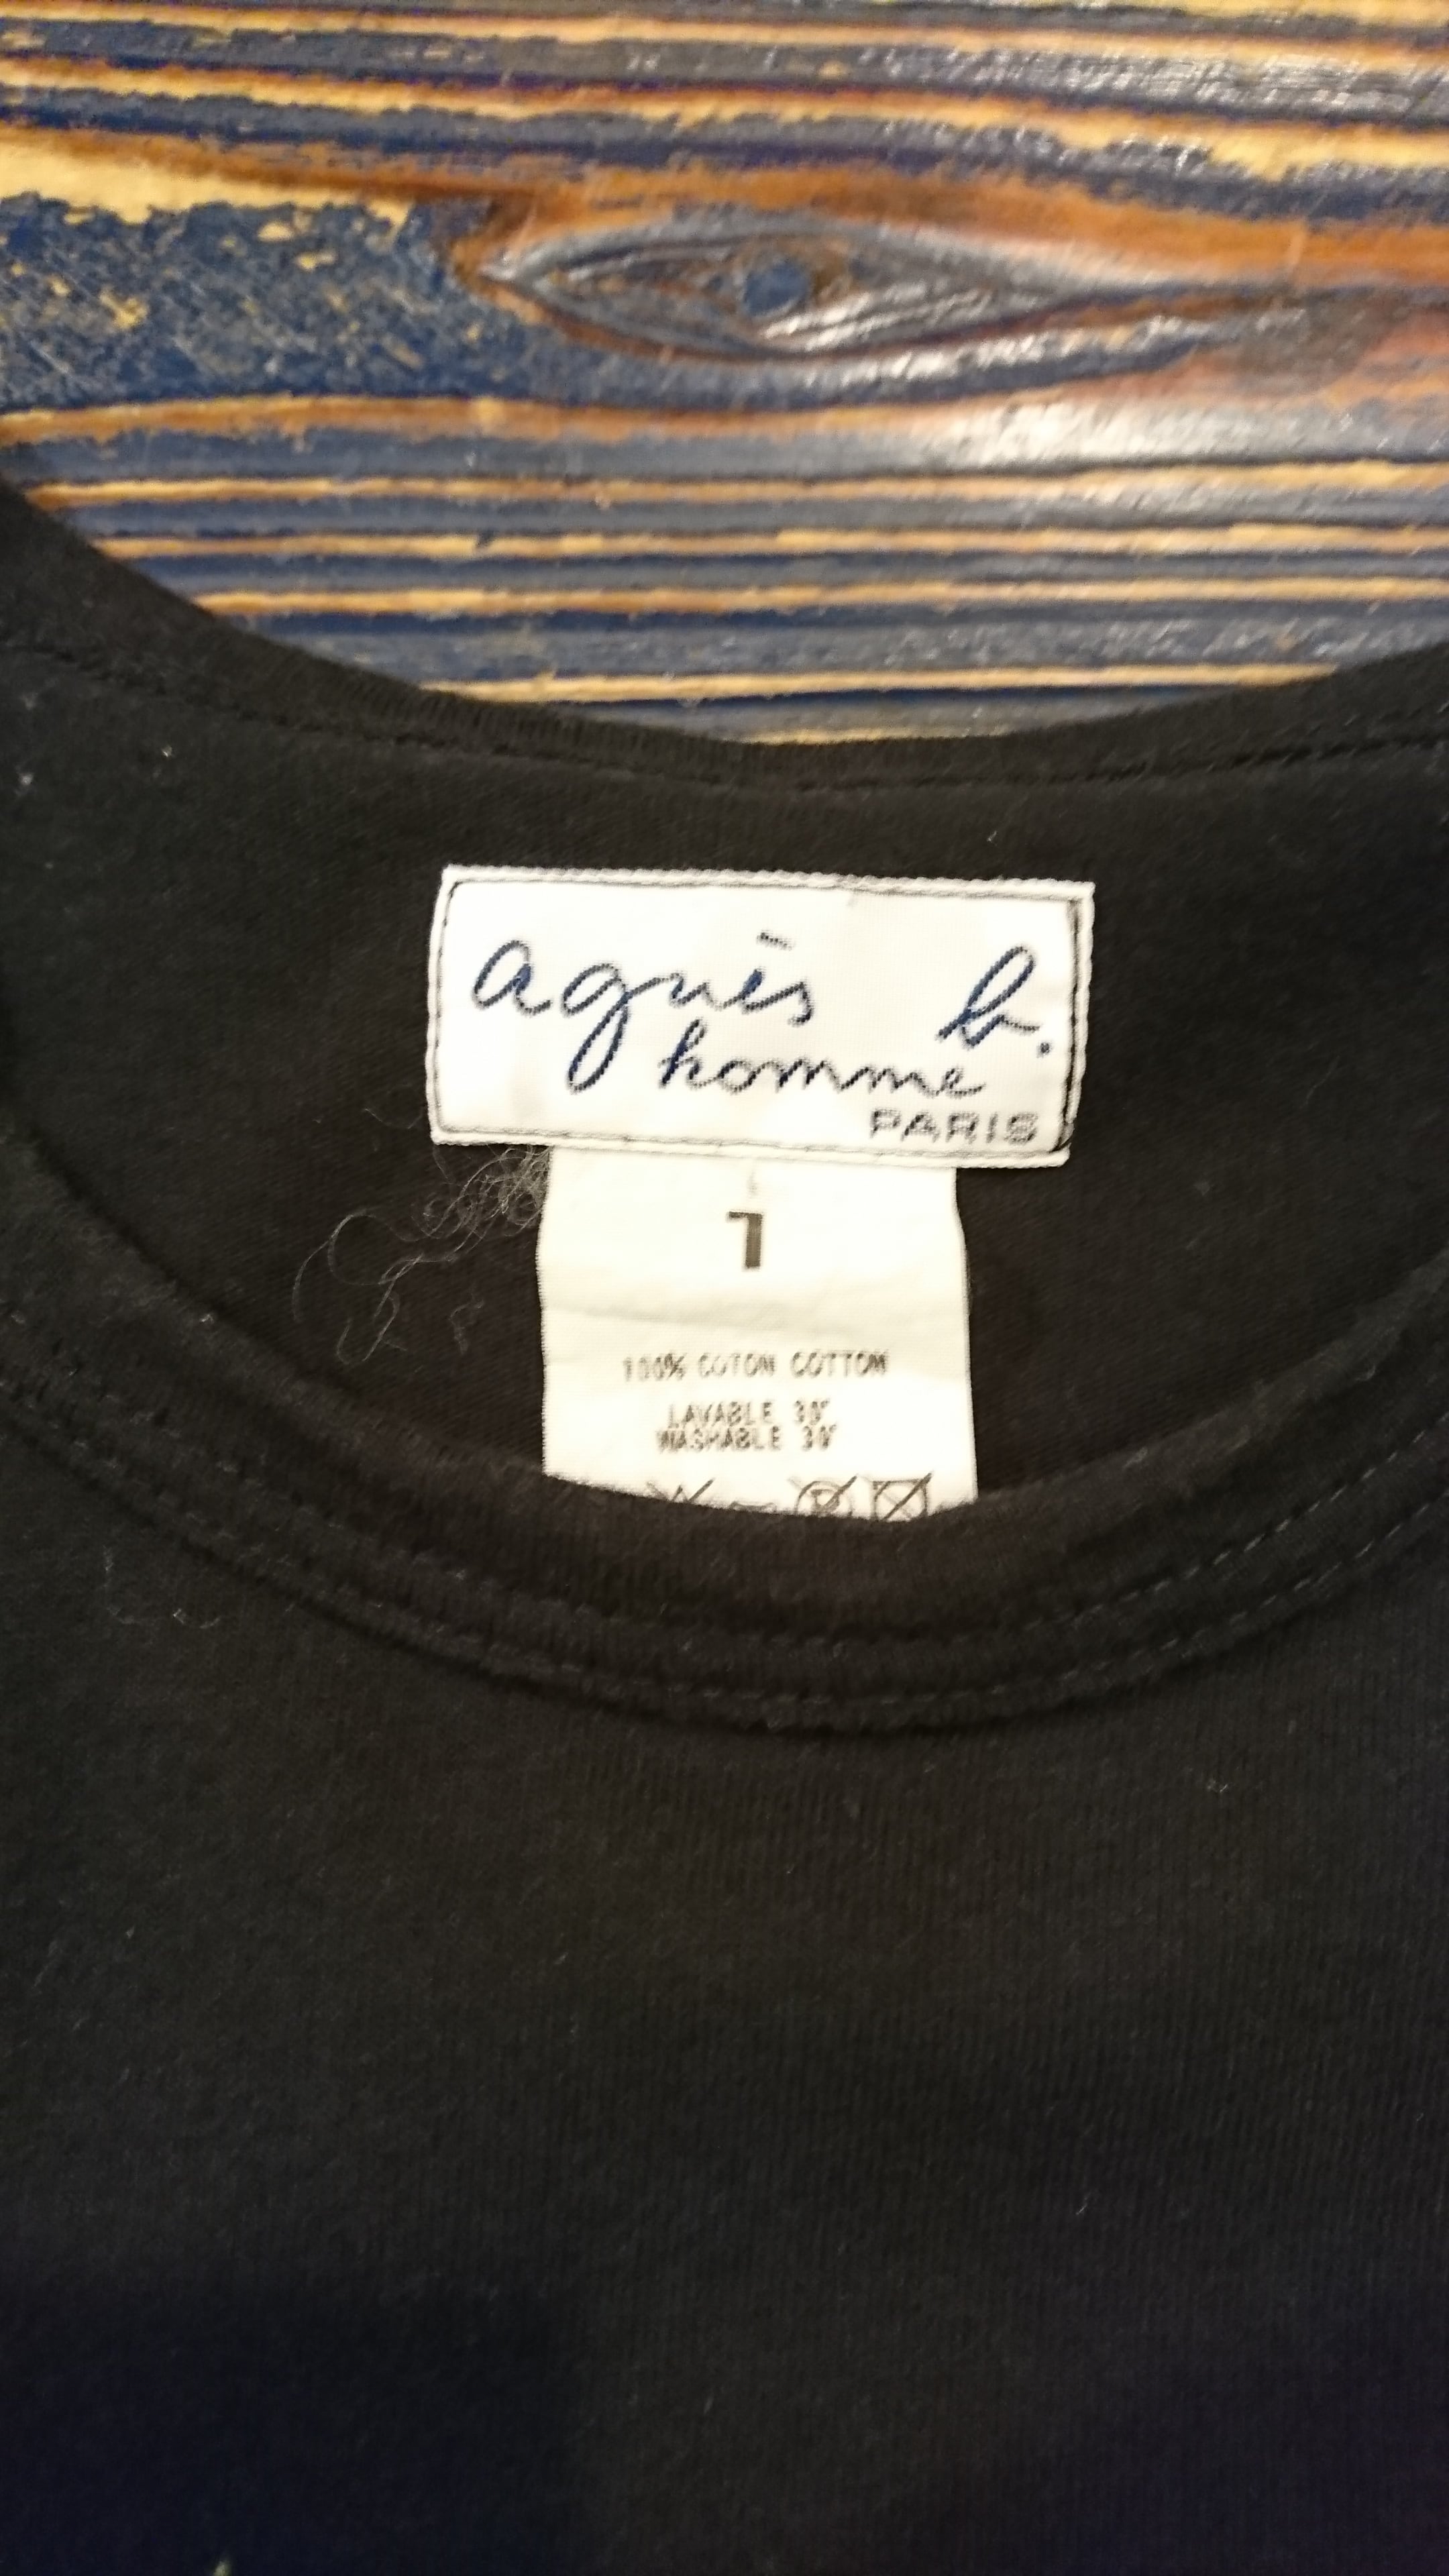 agnès b.
homme
PARIS
1
100% COTON COTTON
LAVABLE 30°
WASHABLE 30°